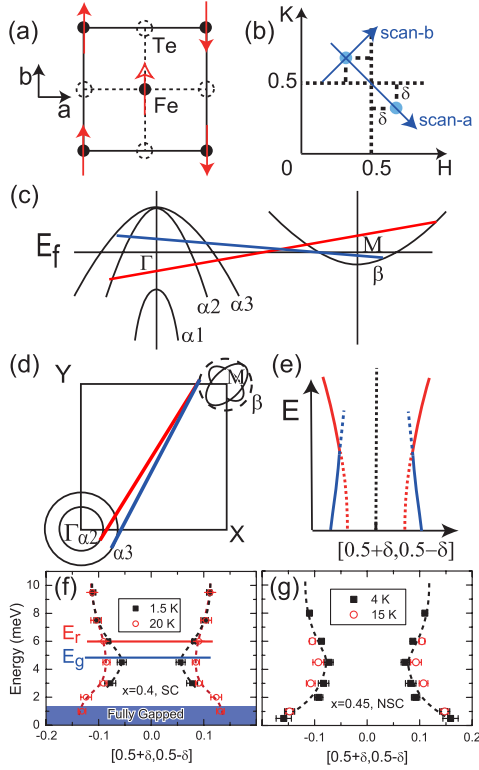 (a)
Te
Fe
b
a
(b)
K
scan-b
0.5
δ
δ
scan-a
0
0.5
H
(c)
E_f
Γ
M
β
α2
α3
α1
(d)
Y
M
β
Γ
α2
α3
X
(e)
E
[0.5+δ,0.5-δ]
(f)
1.5 K
20 K
E_r
E_g
x=0.4, SC
Fully Gapped
Energy (meV)
10
8
6
4
2
0
-0.2
-0.1
0.0
0.1
[0.5+δ,0.5-δ]
(g)
4 K
15 K
x=0.45, NSC
-0.1
0.0
0.1
0.2
[0.5+δ,0.5-δ]